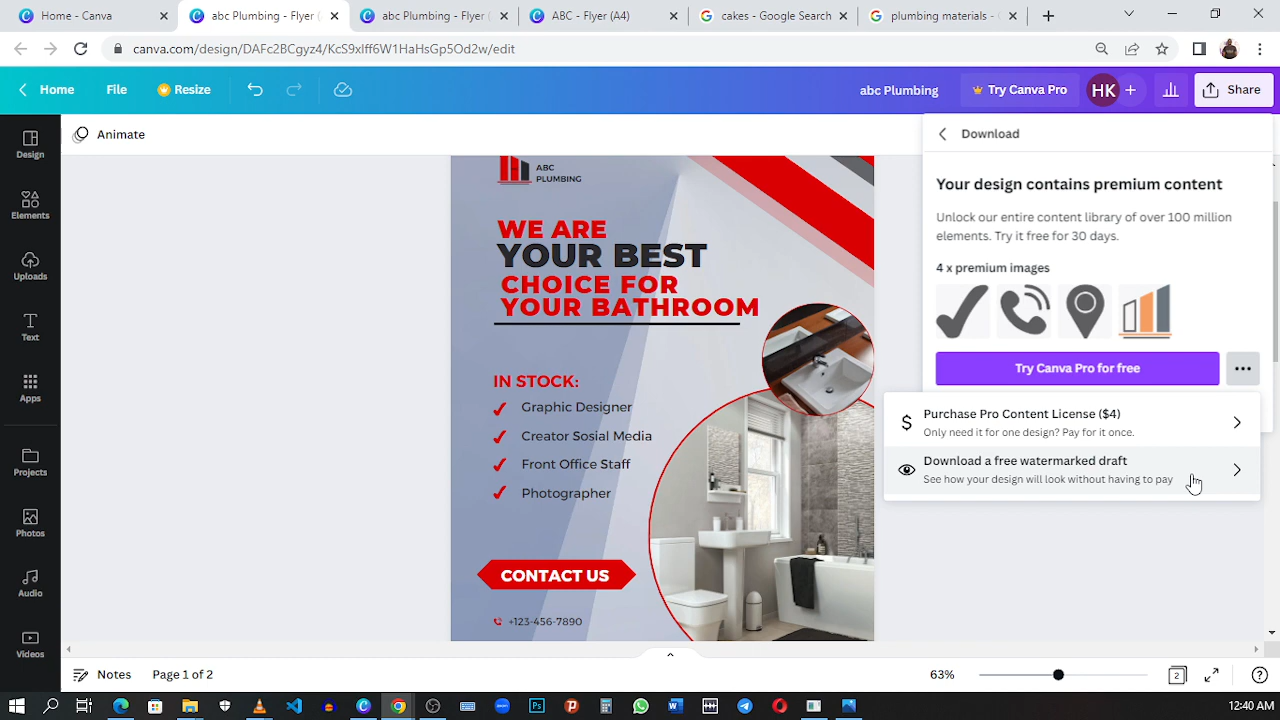 Home - Canva
abc Plumbing - Flyer (A4)
abc Plumbing - Flyer (
ABC - Flyer (A4)
cakes - Google Search
plumbing materials -
canva.com/design/DAFc2BCgyz4/KcS9xlff6W1HaHsGp5Od2w/edit
Home
File
Resize
abc Plumbing
Try Canva Pro
HK
Share
Design
Elements
Uploads
Text
Apps
Projects
Photos
Audio
Videos
Animate
ABC
PLUMBING
WE ARE
YOUR BEST
CHOICE FOR
YOUR BATHROOM
IN STOCK:
Graphic Designer
Creator Sosial Media
Front Office Staff
Photographer
CONTACT US
+123-456-7890
Download
Your design contains premium content
Unlock our entire content library of over 100 million
elements. Try it free for 30 days.
4 x premium images
Try Canva Pro for free
Purchase Pro Content License ($4)
Only need it for one design? Pay for it once.
Download a free watermarked draft
See how your design will look without having to pay
Notes
Page 1 of 2
63%
2
12:40 AM